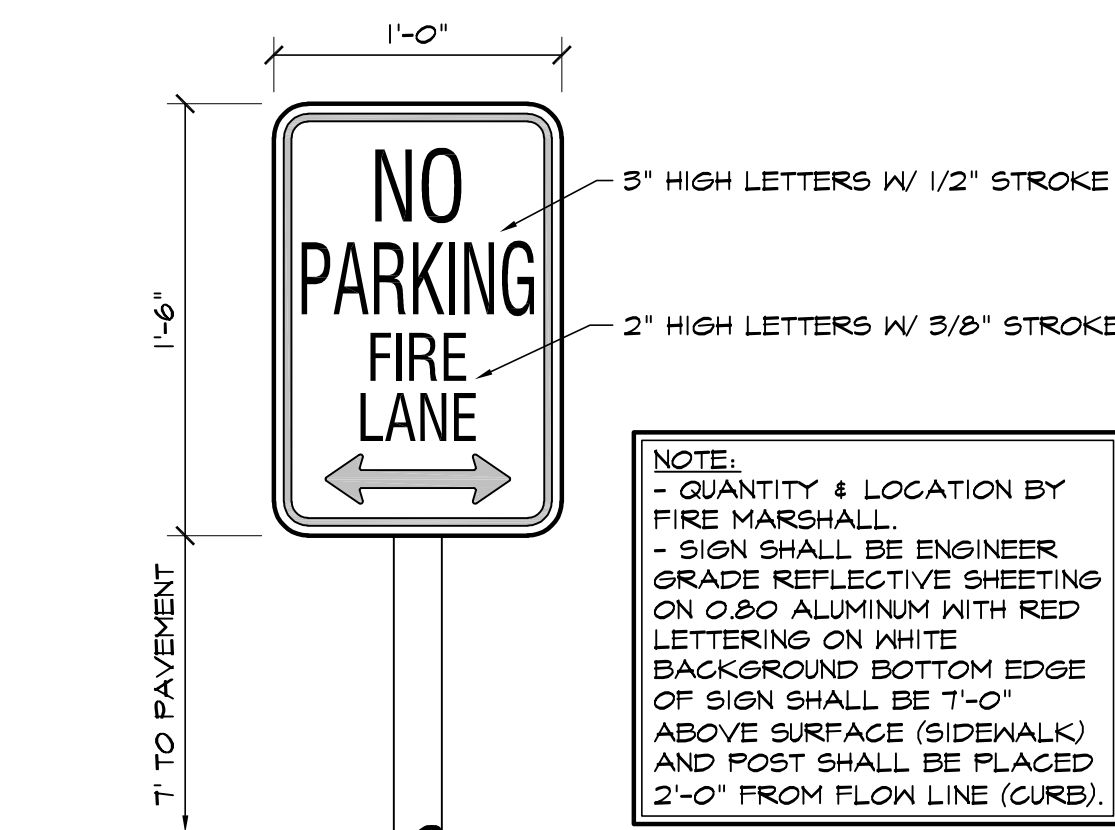 1'-0"
NO
PARKING
FIRE
LANE
3" HIGH LETTERS W/ 1/2" STROKE
2" HIGH LETTERS W/ 3/8" STROKE
1'-6"
7' TO PAVEMENT
NOTE:
- QUANTITY & LOCATION BY
FIRE MARSHALL.
- SIGN SHALL BE ENGINEER
GRADE REFLECTIVE SHEETING
ON 0.80 ALUMINUM WITH RED
LETTERING ON WHITE
BACKGROUND BOTTOM EDGE
OF SIGN SHALL BE 7'-0"
ABOVE SURFACE (SIDEWALK)
AND POST SHALL BE PLACED
2'-0" FROM FLOW LINE (CURB).